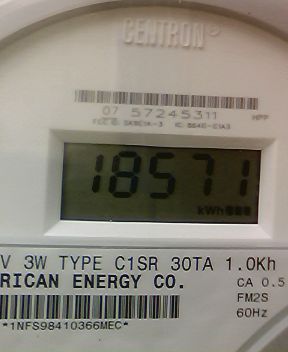 CENTRON®
07 57245311
HPP
18571
kWh
V 3W TYPE C1SR 30TA 1.0Kh
RICAN ENERGY CO.
CA 0.5
FM2S
60Hz
*1NFS98410366MEC*